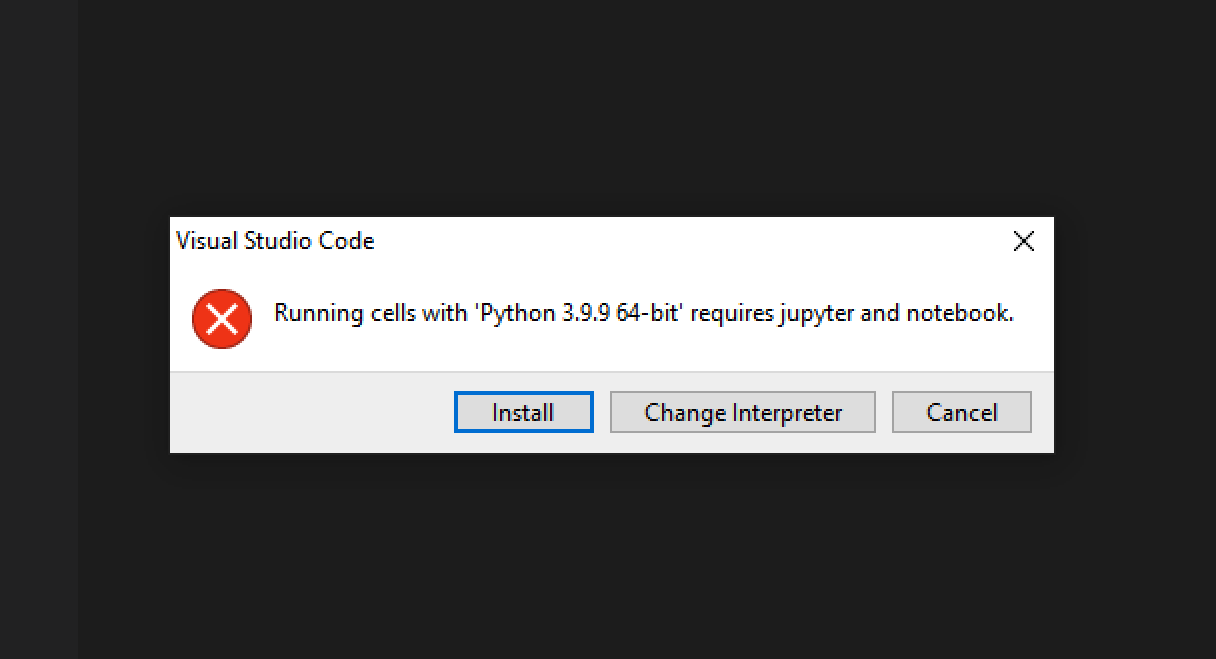 Visual Studio Code
Running cells with 'Python 3.9.9 64-bit' requires jupyter and notebook.
Install
Change Interpreter
Cancel